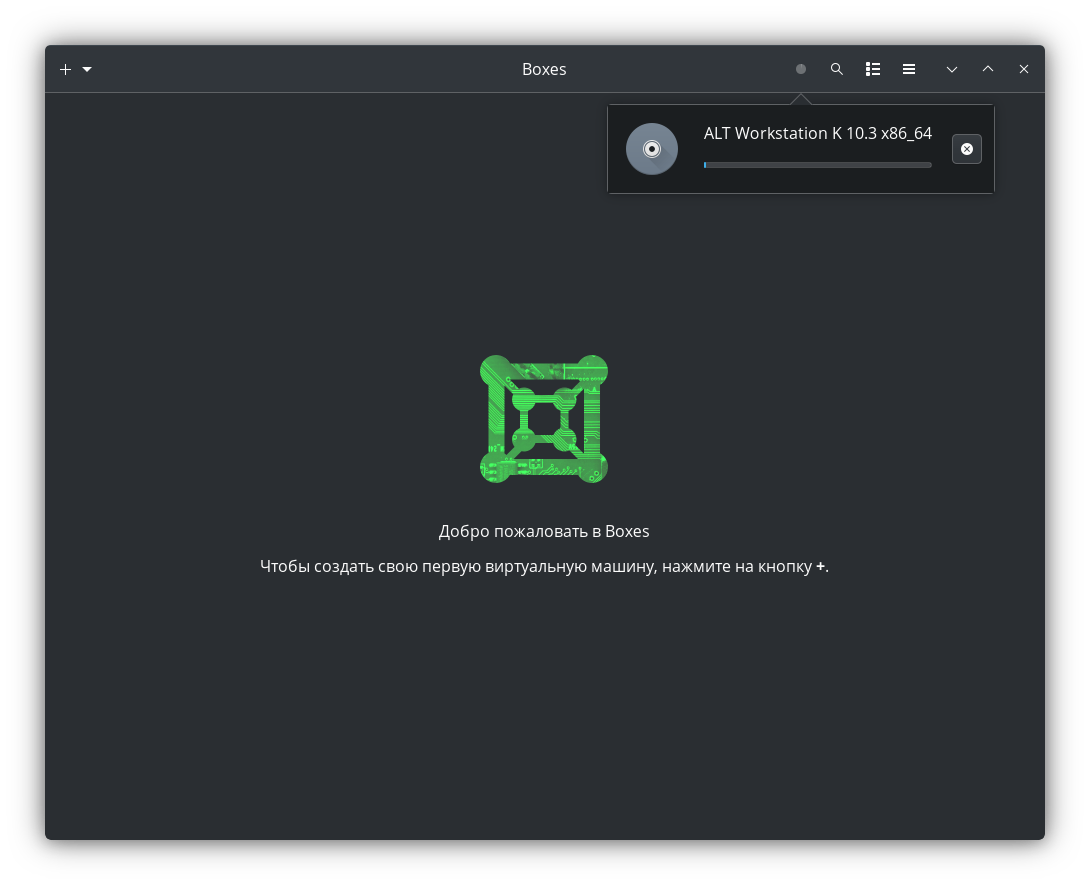 Boxes
ALT Workstation K 10.3 x86_64
Добро пожаловать в Boxes
Чтобы создать свою первую виртуальную машину, нажмите на кнопку +.